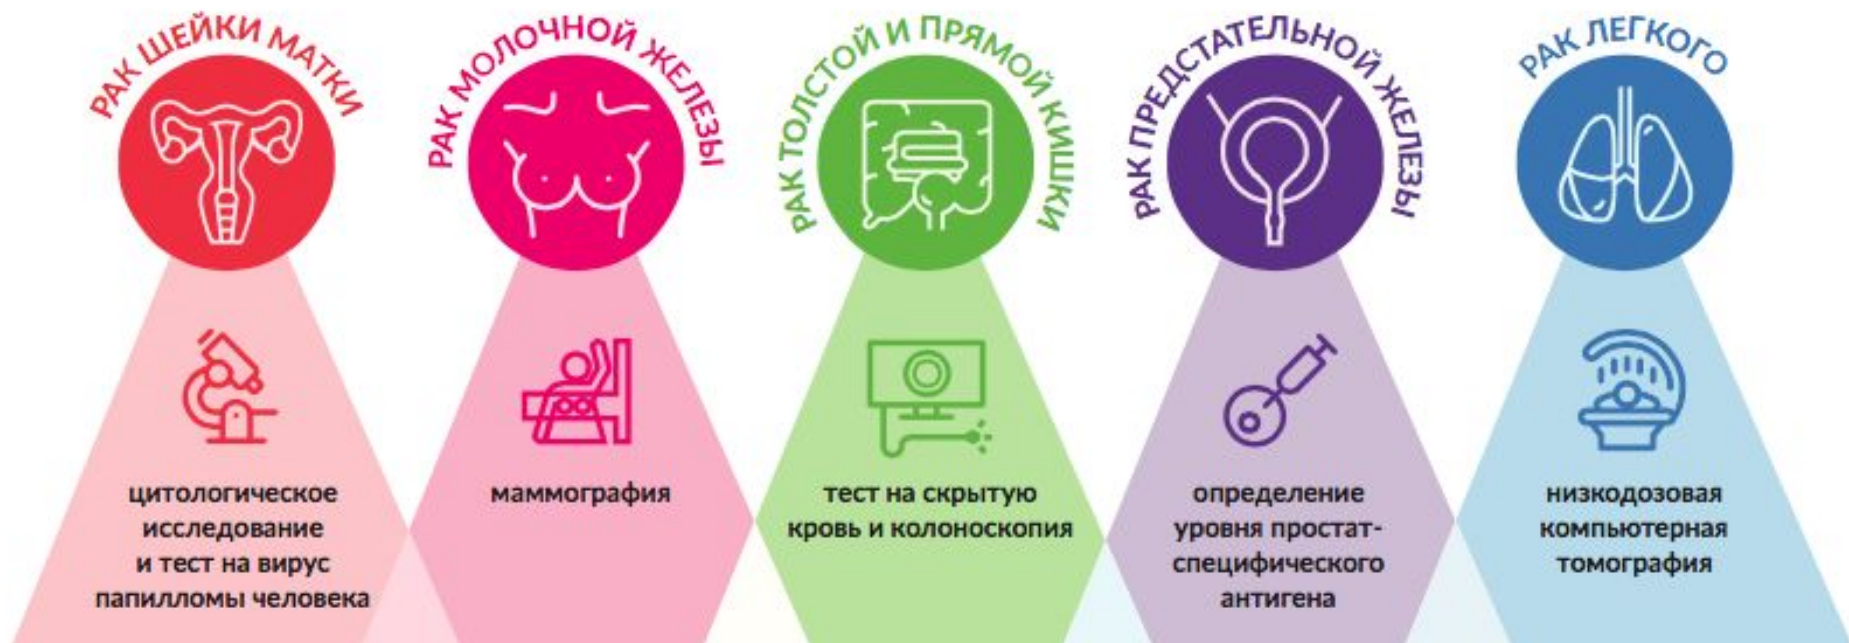 РАК ШЕЙКИ МАТКИ
РАК МОЛОЧНОЙ ЖЕЛЕЗЫ
РАК ТОЛСТОЙ И ПРЯМОЙ КИШКИ
РАК ПРЕДСТАТЕЛЬНОЙ ЖЕЛЕЗЫ
РАК ЛЕГКОГО
цитологическое
исследование
и тест на вирус
папилломы человека
маммография
тест на скрытую
кровь и колоноскопия
определение
уровня простат-
специфического
антигена
низкодозовая
компьютерная
томография